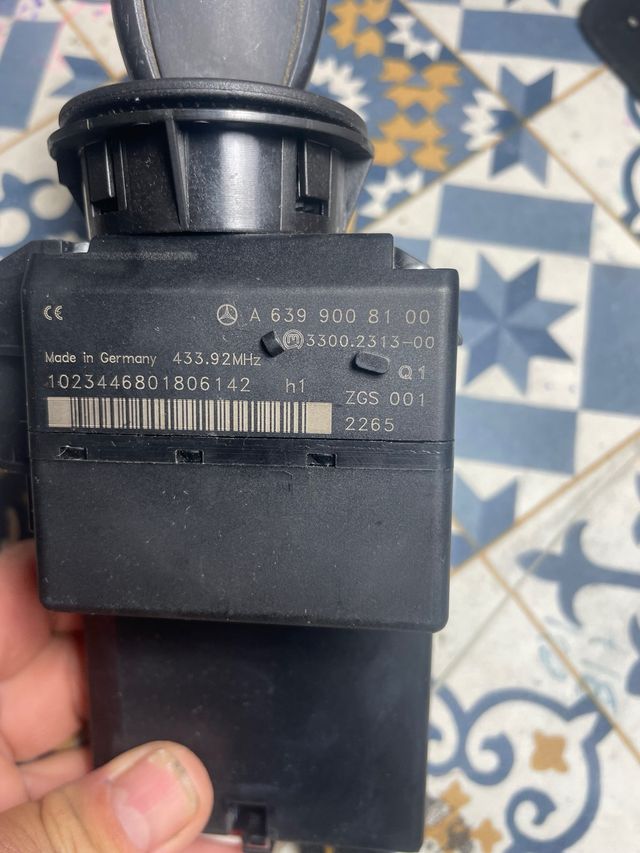 CE A 639 900 81 00
3300.2313-00
Made in Germany 433.92MHz
Q1
1023446801806142 h1 ZGS 001
2265